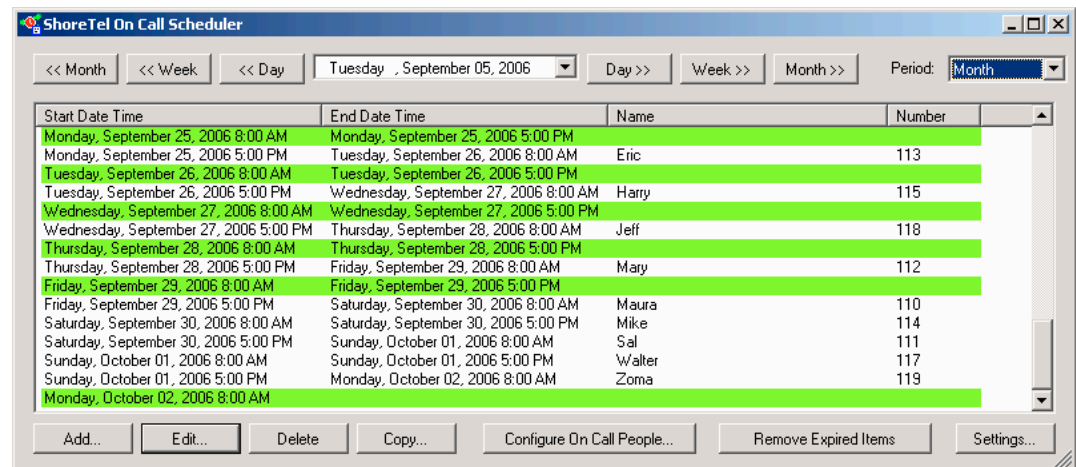 ShoreTel On Call Scheduler
<< Month << Week << Day Tuesday , September 05, 2006 Day >> Week >> Month >> Period: Month
Start Date Time End Date Time Name Number
Monday, September 25, 2006 8:00 AM Monday, September 25, 2006 5:00 PM
Monday, September 25, 2006 5:00 PM Tuesday, September 26, 2006 8:00 AM Eric 113
Tuesday, September 26, 2006 8:00 AM Tuesday, September 26, 2006 5:00 PM
Tuesday, September 26, 2006 5:00 PM Wednesday, September 27, 2006 8:00 AM Harry 115
Wednesday, September 27, 2006 8:00 AM Wednesday, September 27, 2006 5:00 PM
Wednesday, September 27, 2006 5:00 PM Thursday, September 28, 2006 8:00 AM Jeff 118
Thursday, September 28, 2006 8:00 AM Thursday, September 28, 2006 5:00 PM
Thursday, September 28, 2006 5:00 PM Friday, September 29, 2006 8:00 AM Mary 112
Friday, September 29, 2006 8:00 AM Friday, September 29, 2006 5:00 PM
Friday, September 29, 2006 5:00 PM Saturday, September 30, 2006 8:00 AM Maura 110
Saturday, September 30, 2006 8:00 AM Saturday, September 30, 2006 5:00 PM Mike 114
Saturday, September 30, 2006 5:00 PM Sunday, October 01, 2006 8:00 AM Sal 111
Sunday, October 01, 2006 8:00 AM Sunday, October 01, 2006 5:00 PM Walter 117
Sunday, October 01, 2006 5:00 PM Monday, October 02, 2006 8:00 AM Zoma 119
Monday, October 02, 2006 8:00 AM
Add... Edit... Delete Copy... Configure On Call People... Remove Expired Items Settings...